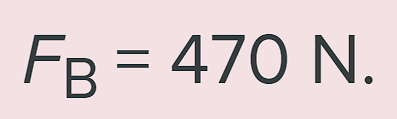 F_B = 470 N.